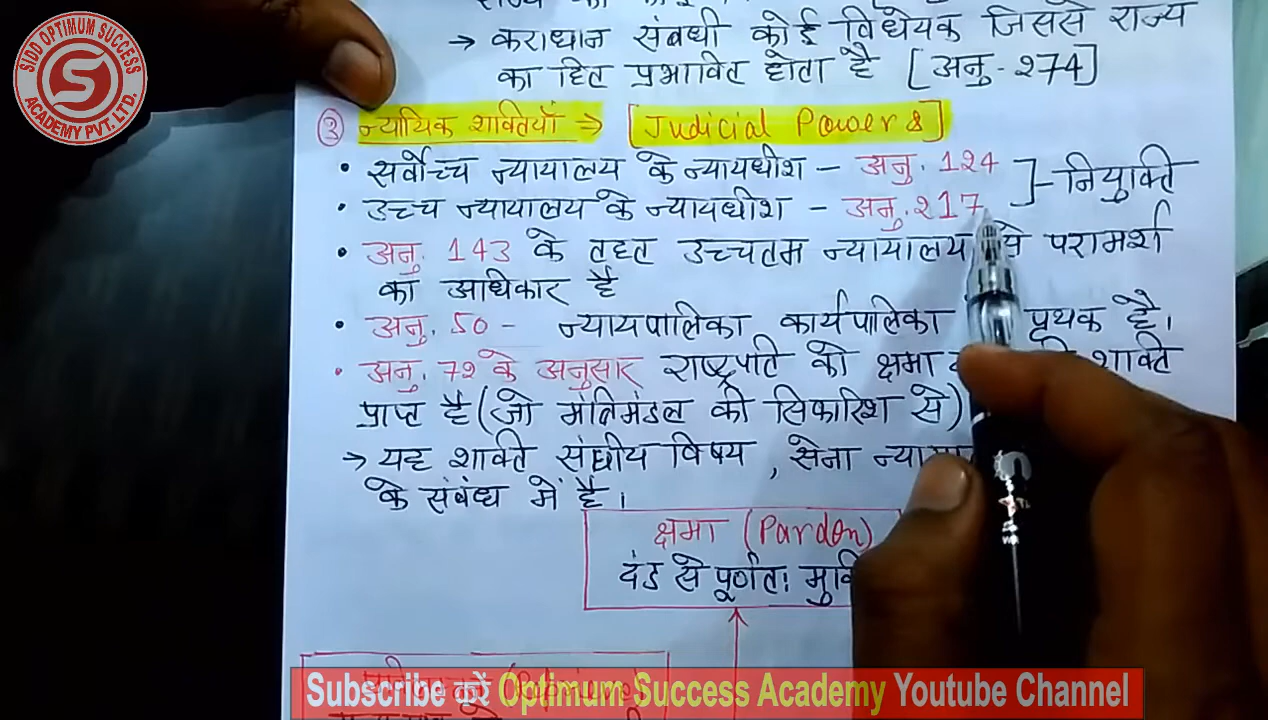 → कराधान संबंधी कोई विधेयक जिससे राज्य
का हित प्रभावित होता है [अनु - 274]
③ न्यायिक शक्तियाँ ⇒ [Judicial Powers]
• सर्वोच्च न्यायालय के न्यायधीश – अनु. 124
]– नियुक्ति
• उच्च न्यायालय के न्यायधीश – अनु. 217
• अनु. 143 के तहत उच्चतम न्यायालय से परामर्श
का अधिकार है
• अनु. 50 - न्यायपालिका कार्यपालिका पृथक है।
• अनु. 72 के अनुसार राष्ट्रपति को क्षमा शक्ति
प्राप्त है (जो मंत्रिमंडल की सिफारिश से)
→ यह शक्ति संघीय विषय, सेना
के संबंध में है।
क्षमा (Pardon)
दंड से पूर्णतः
SIDD OPTIMUM SUCCESS
S
ACADEMY PVT. LTD.
Subscribe करें Optimum Success Academy Youtube Channel